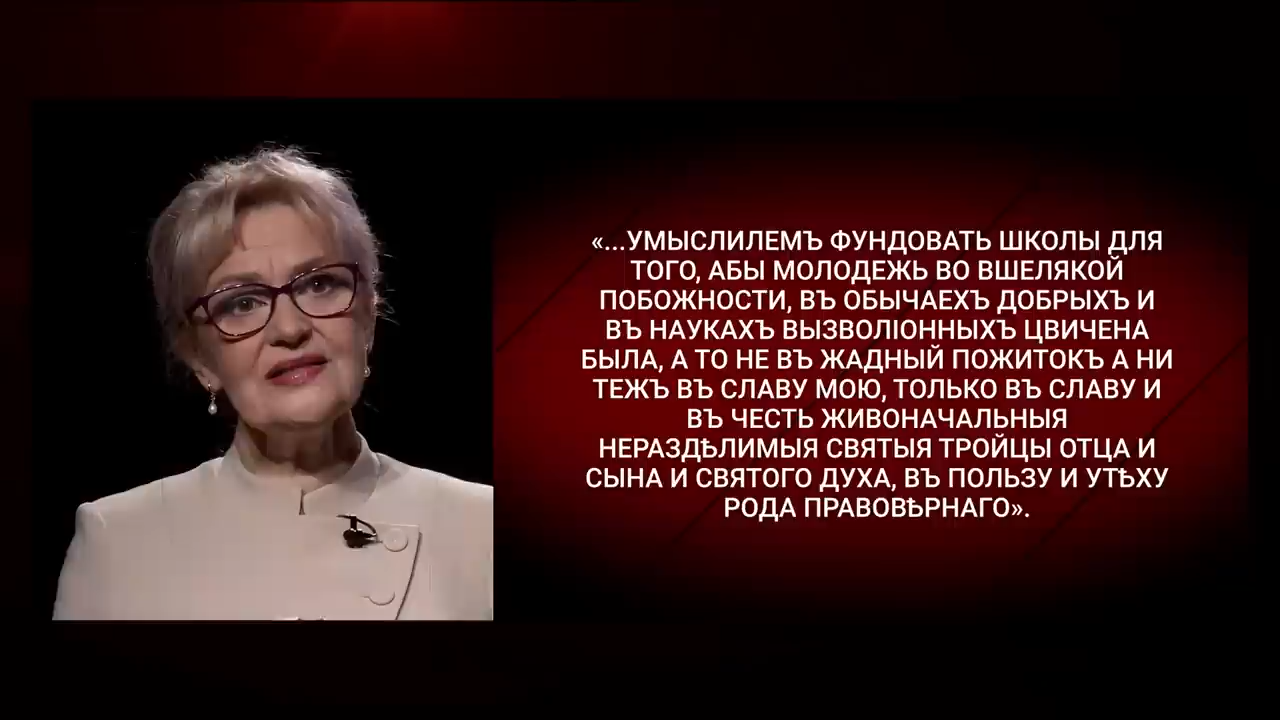 «...УМЫСЛИЛЕМЪ ФУНДОВАТЬ ШКОЛЫ ДЛЯ
ТОГО, АБЫ МОЛОДЕЖЬ ВО ВШЕЛЯКОЙ
ПОБОЖНОСТИ, ВЪ ОБЫЧАЕХЪ ДОБРЫХЪ И
ВЪ НАУКАХЪ ВЫЗВОЛІОННЫХЪ ЦВИЧЕНА
БЫЛА, А ТО НЕ ВЪ ЖАДНЫЙ ПОЖИТОКЪ А НИ
ТЕЖЪ ВЪ СЛАВУ МОЮ, ТОЛЬКО ВЪ СЛАВУ И
ВЪ ЧЕСТЬ ЖИВОНАЧАЛЬНЫЯ
НЕРАЗДѢЛИМЫЯ СВЯТЫЯ ТРОЙЦЫ ОТЦА И
СЫНА И СВЯТОГО ДУХА, ВЪ ПОЛЬЗУ И УТѢХУ
РОДА ПРАВОВѢРНАГО».